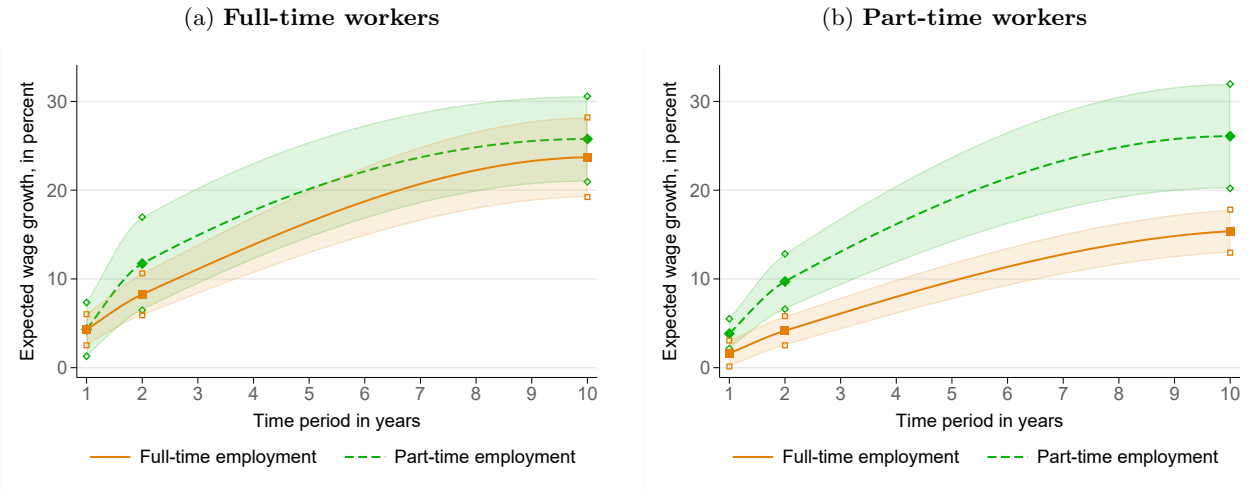 (a) Full-time workers
Expected wage growth, in percent
30
20
10
0
1 2 3 4 5 6 7 8 9 10
Time period in years
Full-time employment Part-time employment
(b) Part-time workers
Expected wage growth, in percent
30
20
10
0
1 2 3 4 5 6 7 8 9 10
Time period in years
Full-time employment Part-time employment